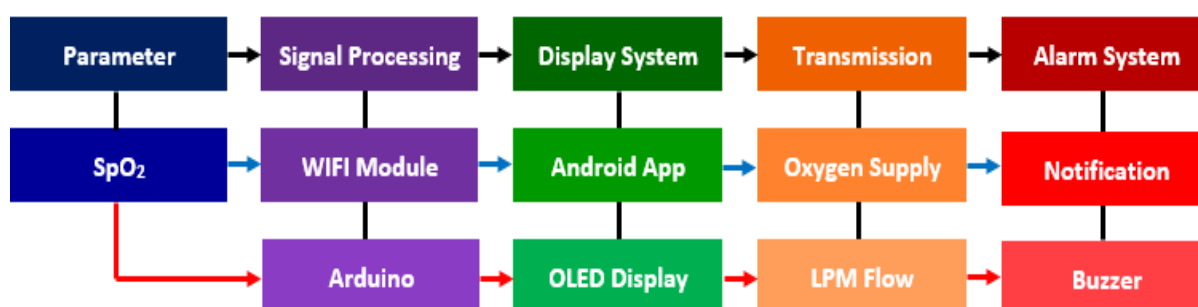 Parameter
Signal Processing
Display System
Transmission
Alarm System
SpO₂
WIFI Module
Android App
Oxygen Supply
Notification
Arduino
OLED Display
LPM Flow
Buzzer